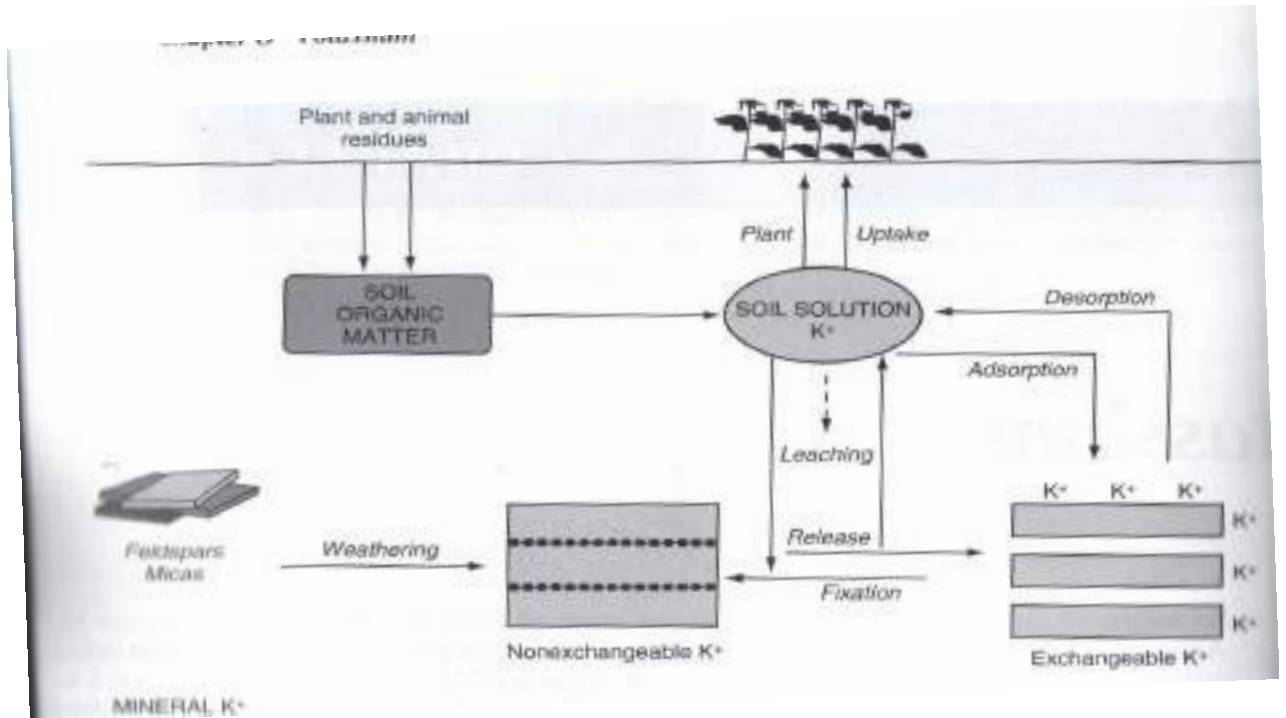 Plant and animal
residues
Plant Uptake
SOIL
ORGANIC
MATTER
SOIL SOLUTION
K+
Desorption
Adsorption
Leaching
K+ K+ K+
K+
Feldspars
Micas
Weathering
Release
K+
Fixation
K+
Nonexchangeable K+
Exchangeable K+
MINERAL K+